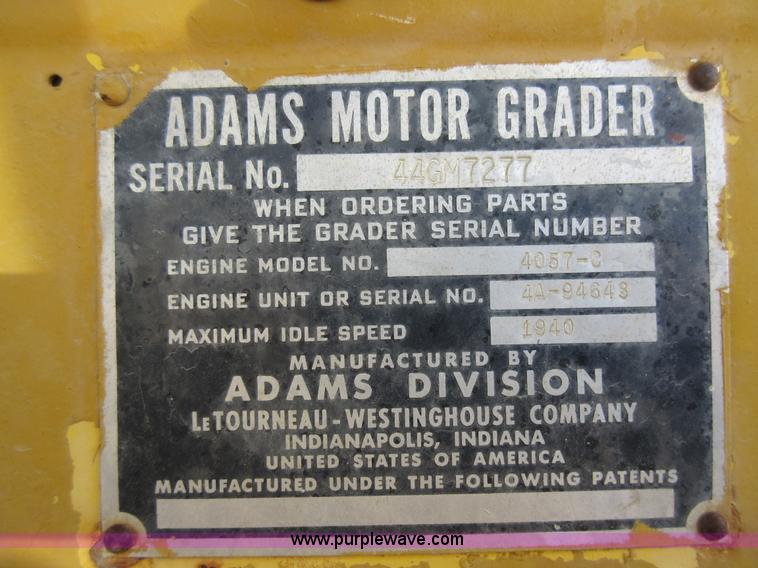 ADAMS MOTOR GRADER
SERIAL No. 44GM7277
WHEN ORDERING PARTS
GIVE THE GRADER SERIAL NUMBER
ENGINE MODEL NO. 4057-C
ENGINE UNIT OR SERIAL NO. 4A-94643
MAXIMUM IDLE SPEED 1940
MANUFACTURED BY
ADAMS DIVISION
LETOURNEAU-WESTINGHOUSE COMPANY
INDIANAPOLIS, INDIANA
UNITED STATES OF AMERICA
MANUFACTURED UNDER THE FOLLOWING PATENTS
www.purplewave.com